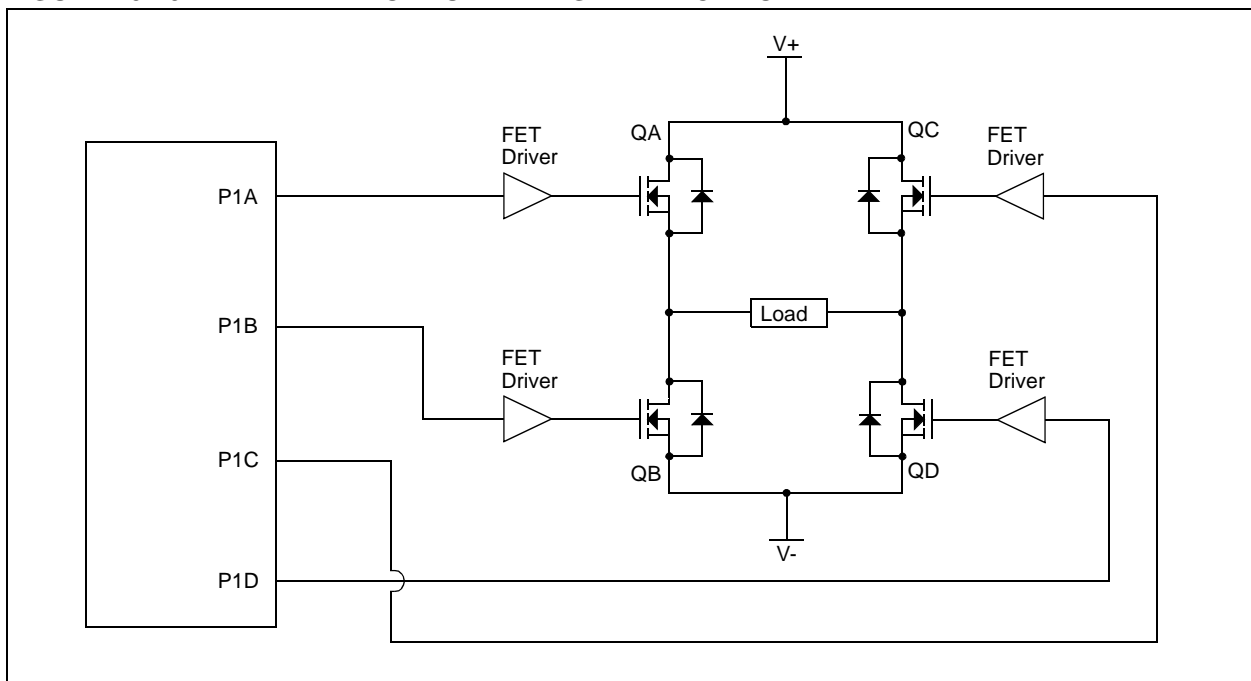 V+
FET
Driver
QA
QC
FET
Driver
P1A
P1B
Load
FET
Driver
FET
Driver
P1C
QB
QD
V-
P1D